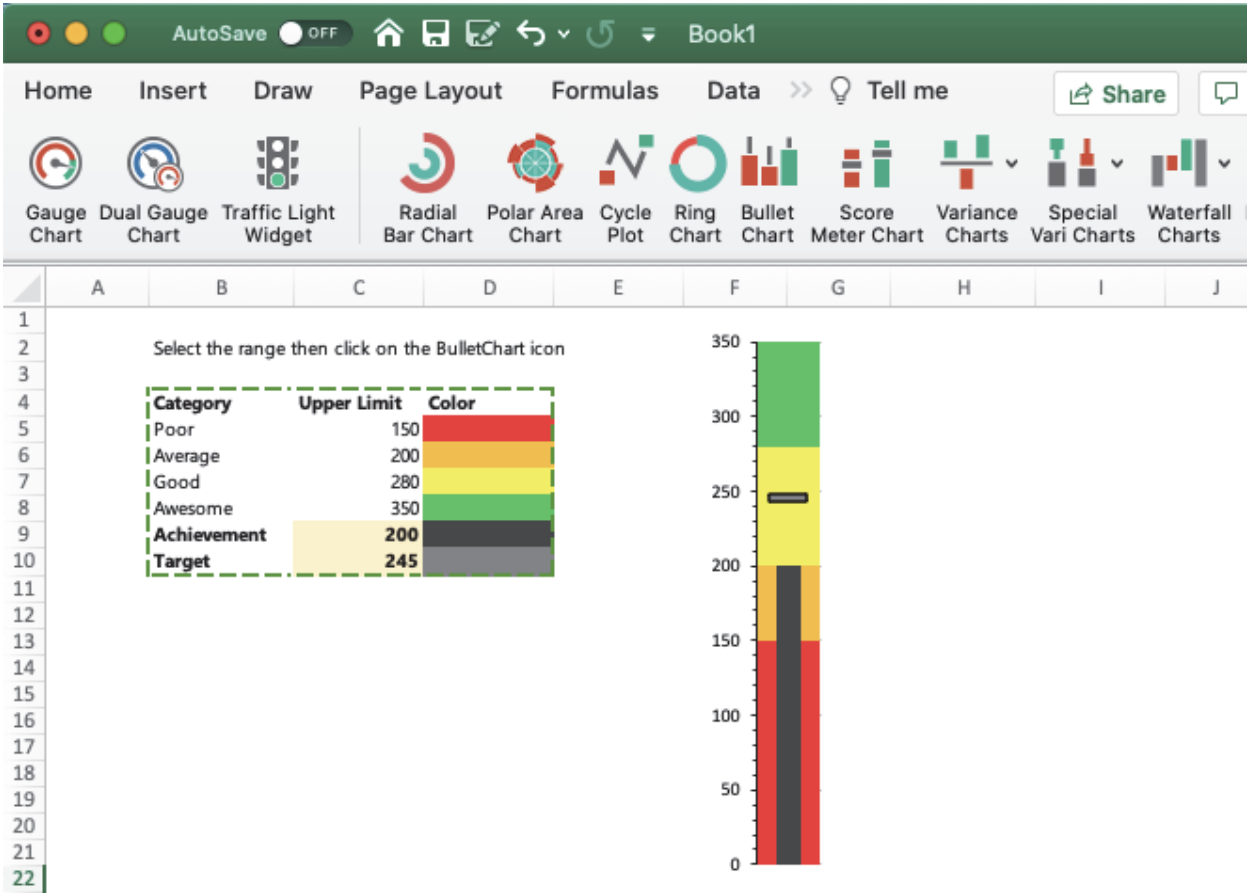 AutoSave OFF Book1
Home Insert Draw Page Layout Formulas Data >> Tell me Share
Gauge Dual Gauge Traffic Light Radial Polar Area Cycle Ring Bullet Score Variance Special Waterfall
Chart Chart Widget Bar Chart Chart Plot Chart Chart Meter Chart Charts Vari Charts Charts
A B C D E F G H I J
1
2 Select the range then click on the BulletChart icon 350
3
4 Category Upper Limit Color
5 Poor 150 300
6 Average 200
7 Good 280
8 Awesome 350 250
9 Achievement 200
10 Target 245 200
11
12
13 150
14
15
16 100
17
18
19 50
20
21
22 0